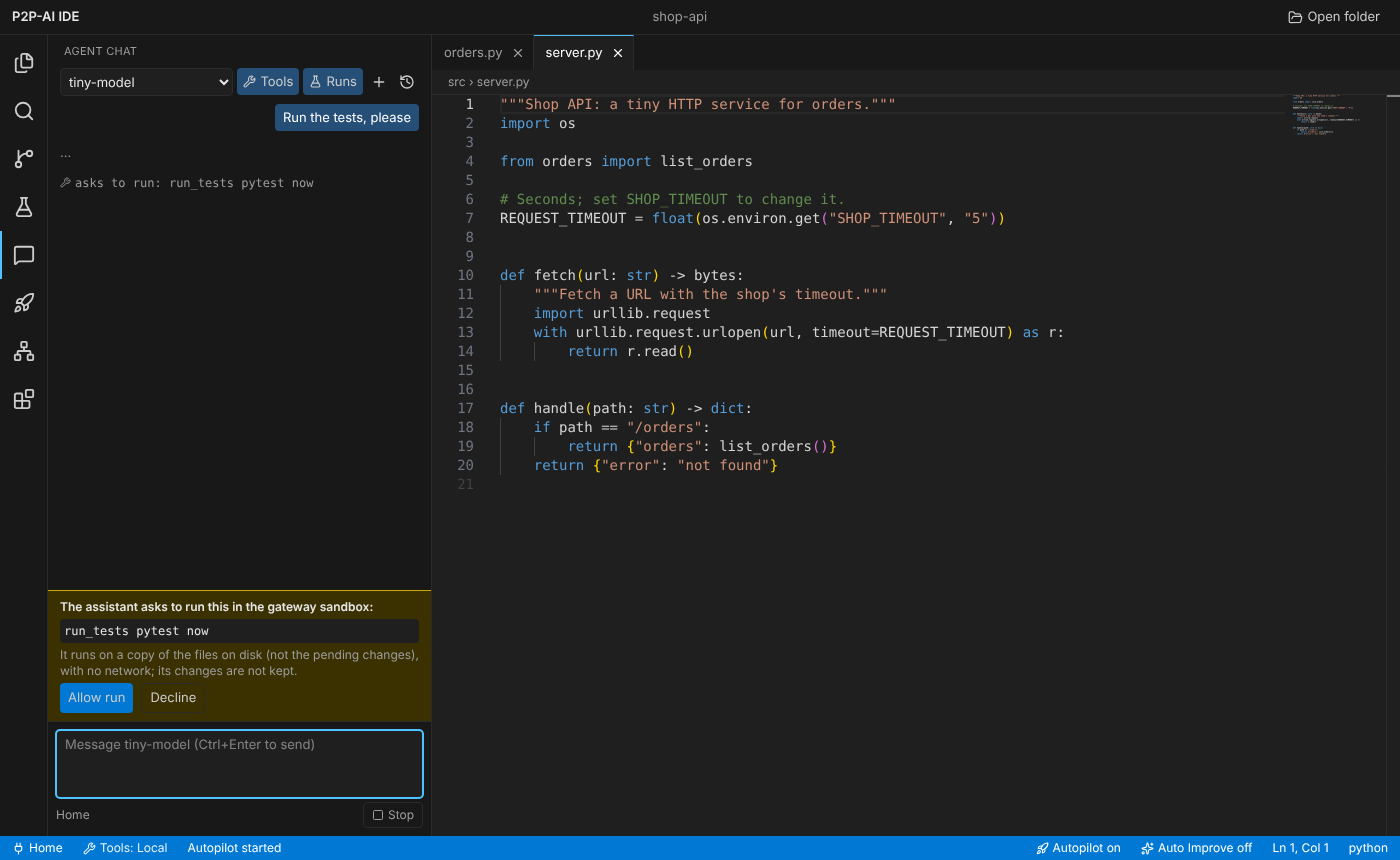 P2P-AI IDE
shop-api
Open folder
AGENT CHAT
tiny-model
Tools
Runs
Run the tests, please
...
asks to run: run_tests pytest now
The assistant asks to run this in the gateway sandbox:
run_tests pytest now
It runs on a copy of the files on disk (not the pending changes),
with no network; its changes are not kept.
Allow run
Decline
Message tiny-model (Ctrl+Enter to send)
Home
Stop
orders.py
server.py
src › server.py
1 """Shop API: a tiny HTTP service for orders."""
2 import os
3
4 from orders import list_orders
5
6 # Seconds; set SHOP_TIMEOUT to change it.
7 REQUEST_TIMEOUT = float(os.environ.get("SHOP_TIMEOUT", "5"))
8
9
10 def fetch(url: str) -> bytes:
11     """Fetch a URL with the shop's timeout."""
12     import urllib.request
13     with urllib.request.urlopen(url, timeout=REQUEST_TIMEOUT) as r:
14         return r.read()
15
16
17 def handle(path: str) -> dict:
18     if path == "/orders":
19         return {"orders": list_orders()}
20     return {"error": "not found"}
21
Home
Tools: Local
Autopilot started
Autopilot on
Auto Improve off
Ln 1, Col 1
python